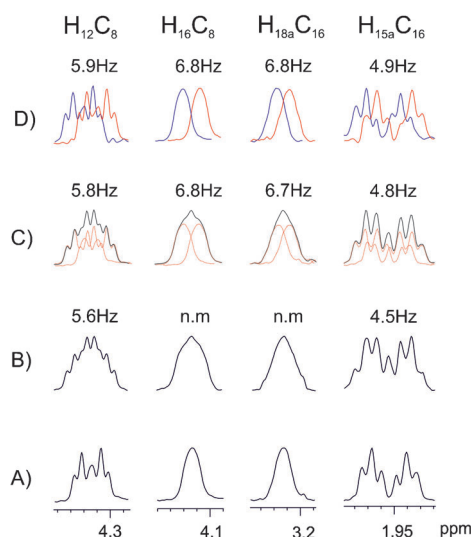 H12C8 H16C8 H18aC16 H15aC16
5.9Hz 6.8Hz 6.8Hz 4.9Hz
D)
5.8Hz 6.8Hz 6.7Hz 4.8Hz
C)
5.6Hz n.m n.m 4.5Hz
B)
A)
4.3 4.1 3.2 1.95 ppm